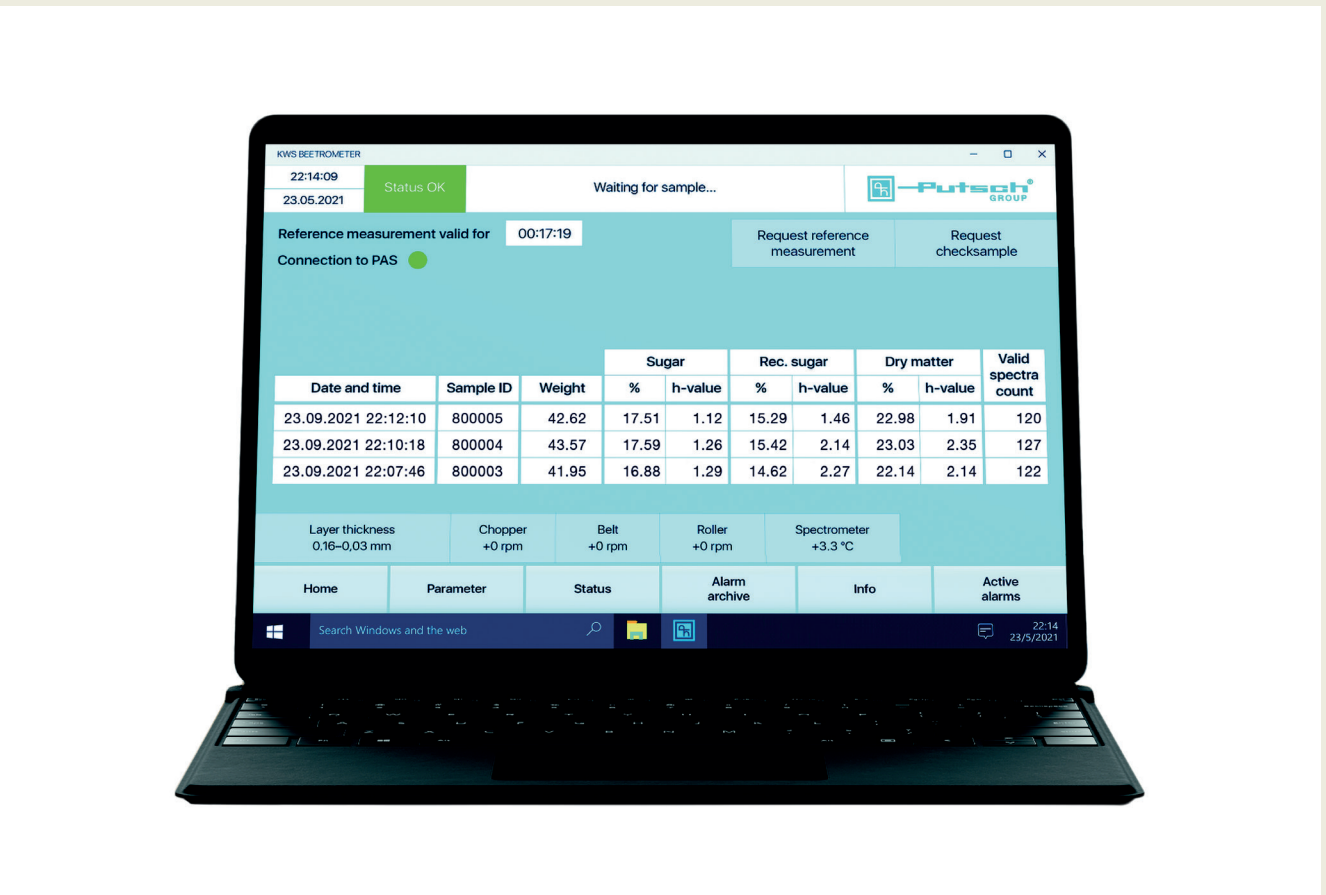 KWS BEETROMETER
22:14:09
23.05.2021
Status OK
Waiting for sample...
Putsch®
GROUP
Reference measurement valid for 00:17:19
Connection to PAS
Request reference
measurement
Request
checksample
Sugar Rec. sugar Dry matter Valid
spectra
count
Date and time Sample ID Weight % h-value % h-value % h-value
23.09.2021 22:12:10 800005 42.62 17.51 1.12 15.29 1.46 22.98 1.91 120
23.09.2021 22:10:18 800004 43.57 17.59 1.26 15.42 2.14 23.03 2.35 127
23.09.2021 22:07:46 800003 41.95 16.88 1.29 14.62 2.27 22.14 2.14 122
Layer thickness
0.16–0,03 mm
Chopper
+0 rpm
Belt
+0 rpm
Roller
+0 rpm
Spectrometer
+3.3 °C
Home
Parameter
Status
Alarm
archive
Info
Active
alarms
Search Windows and the web
22:14
23/5/2021